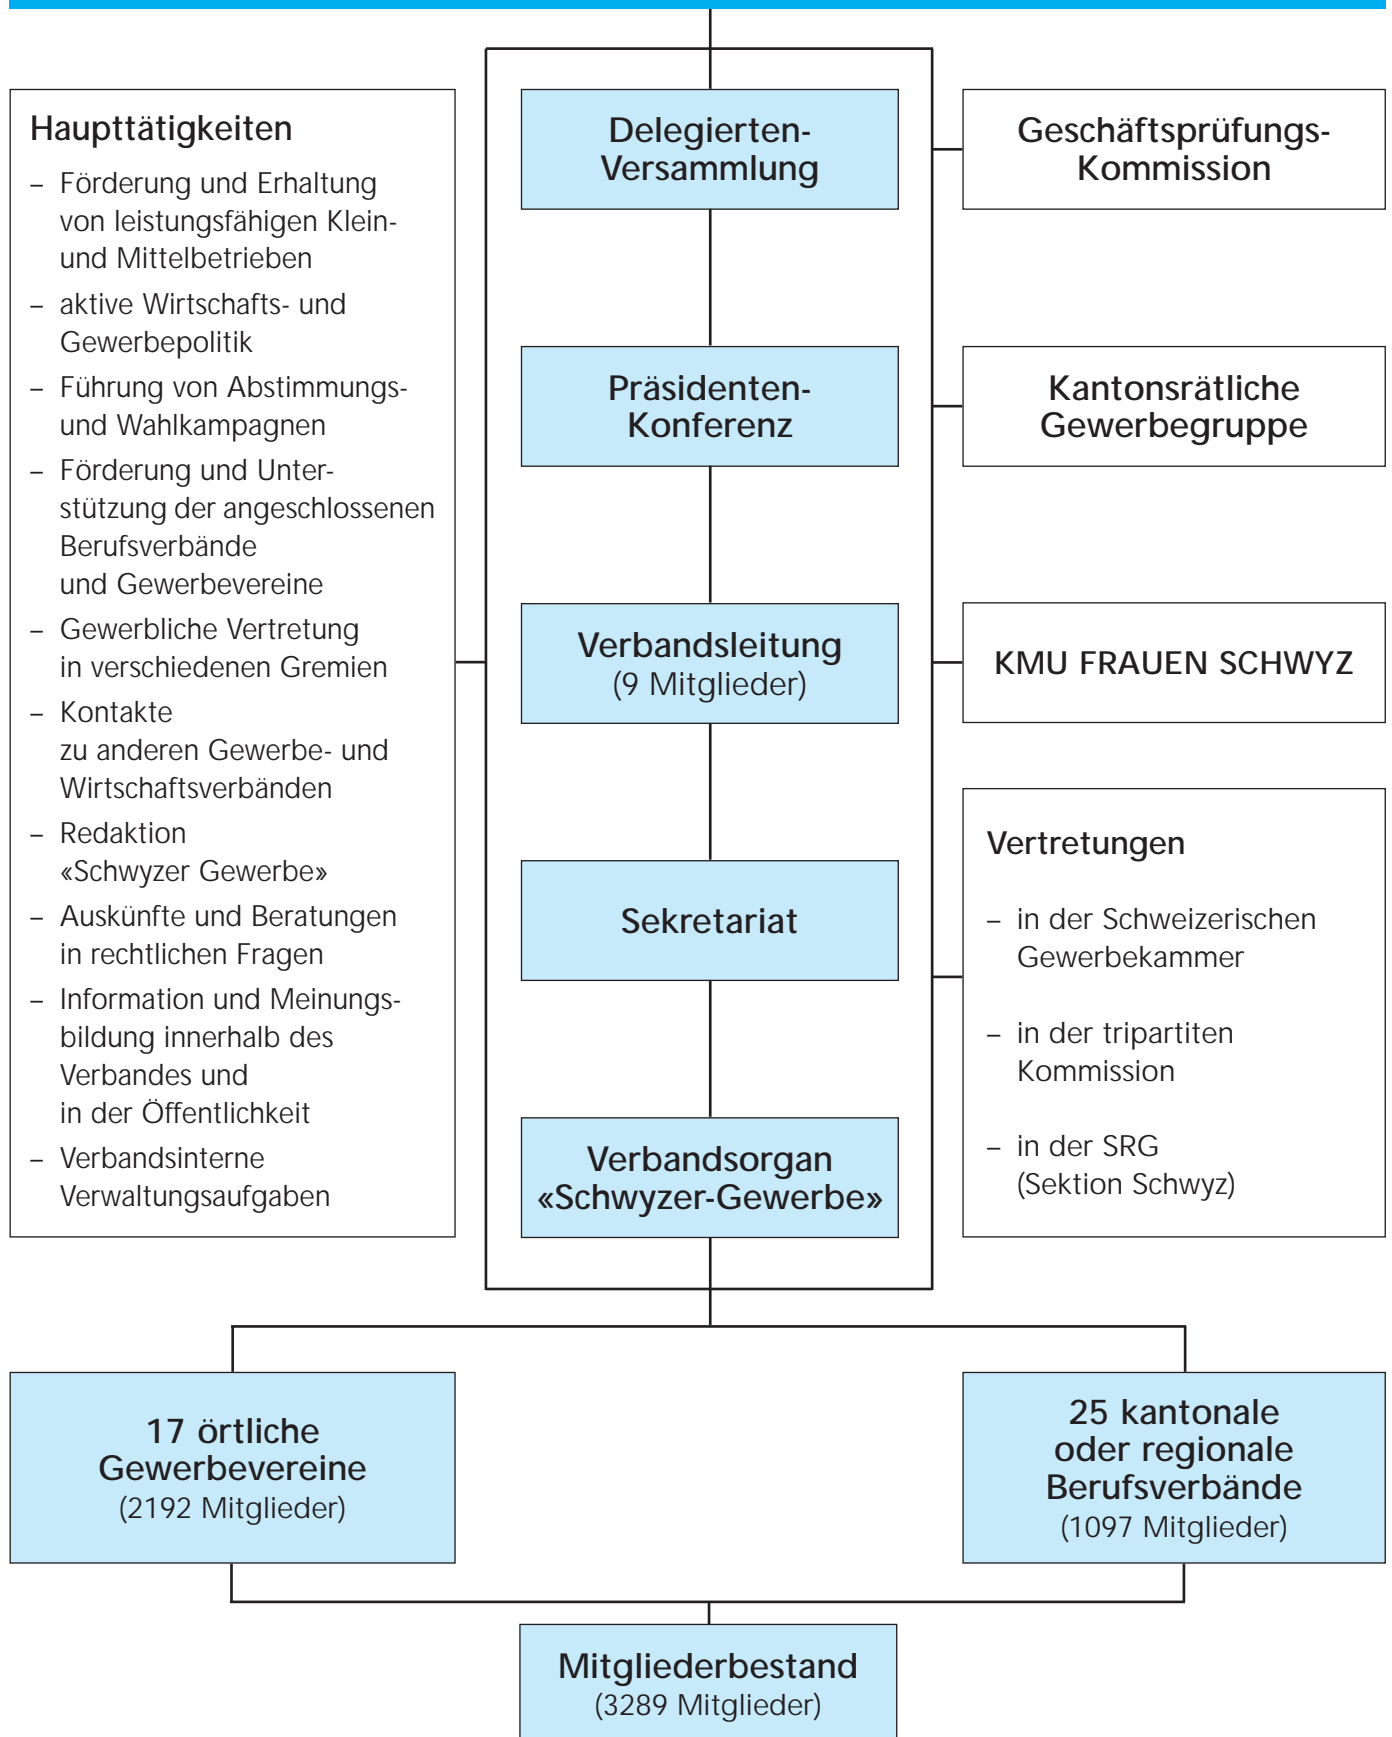 Haupttätigkeiten
– Förderung und Erhaltung
von leistungsfähigen Klein-
und Mittelbetrieben
– aktive Wirtschafts- und
Gewerbepolitik
– Führung von Abstimmungs-
und Wahlkampagnen
– Förderung und Unter-
stützung der angeschlossenen
Berufsverbände
und Gewerbevereine
– Gewerbliche Vertretung
in verschiedenen Gremien
– Kontakte
zu anderen Gewerbe- und
Wirtschaftsverbänden
– Redaktion
«Schwyzer Gewerbe»
– Auskünfte und Beratungen
in rechtlichen Fragen
– Information und Meinungs-
bildung innerhalb des
Verbandes und
in der Öffentlichkeit
– Verbandsinterne
Verwaltungsaufgaben
Delegierten-
Versammlung
Präsidenten-
Konferenz
Verbandsleitung
(9 Mitglieder)
Sekretariat
Verbandsorgan
«Schwyzer-Gewerbe»
Geschäftsprüfungs-
Kommission
Kantonsrätliche
Gewerbegruppe
KMU FRAUEN SCHWYZ
Vertretungen
– in der Schweizerischen
Gewerbekammer
– in der tripartiten
Kommission
– in der SRG
(Sektion Schwyz)
17 örtliche
Gewerbevereine
(2192 Mitglieder)
25 kantonale
oder regionale
Berufsverbände
(1097 Mitglieder)
Mitgliederbestand
(3289 Mitglieder)